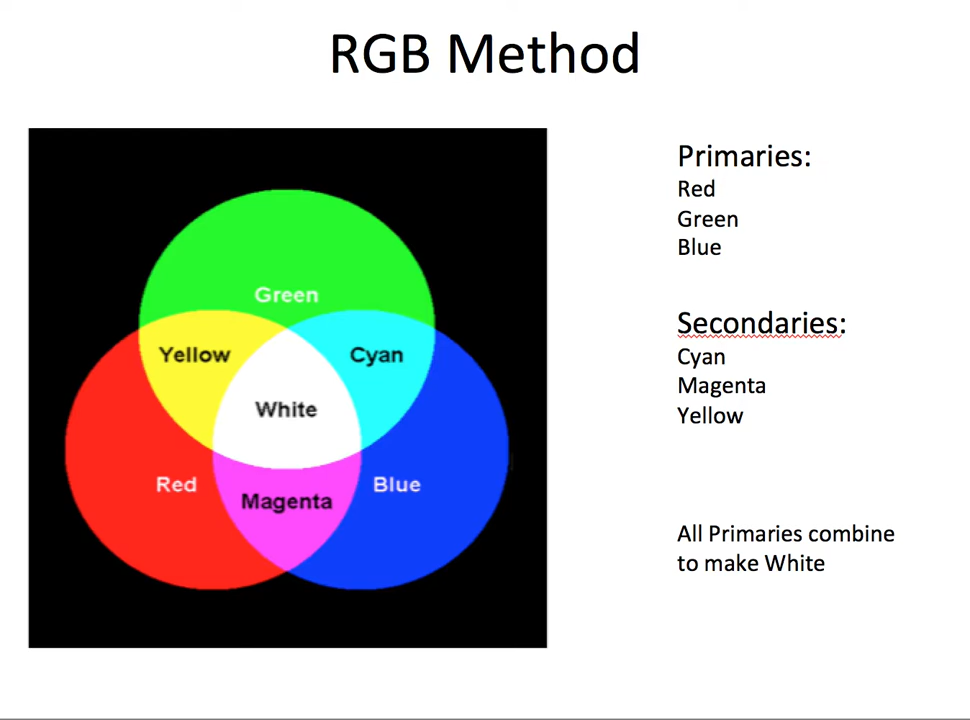 RGB Method
Green
Yellow
Cyan
White
Red
Blue
Magenta
Primaries:
Red
Green
Blue
Secondaries:
Cyan
Magenta
Yellow
All Primaries combine
to make White